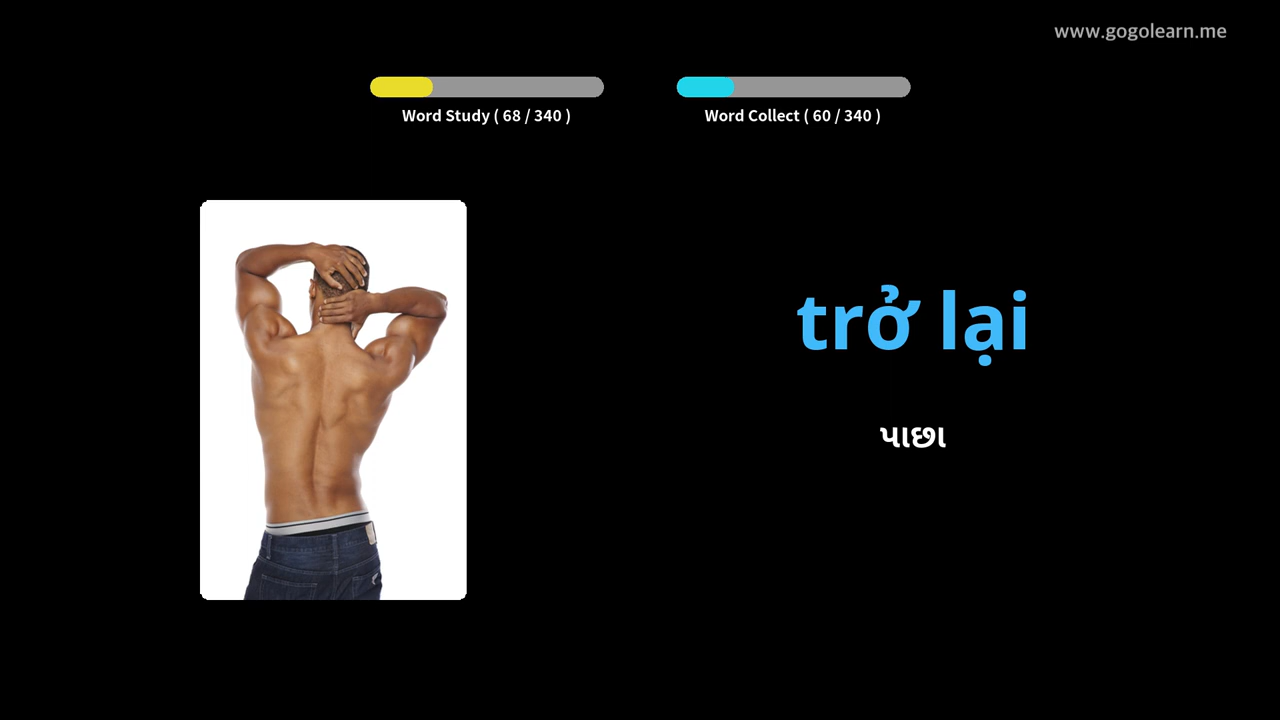 www.gogolearn.me
Word Study ( 68 / 340 )
Word Collect ( 60 / 340 )
trở lại
પાછા